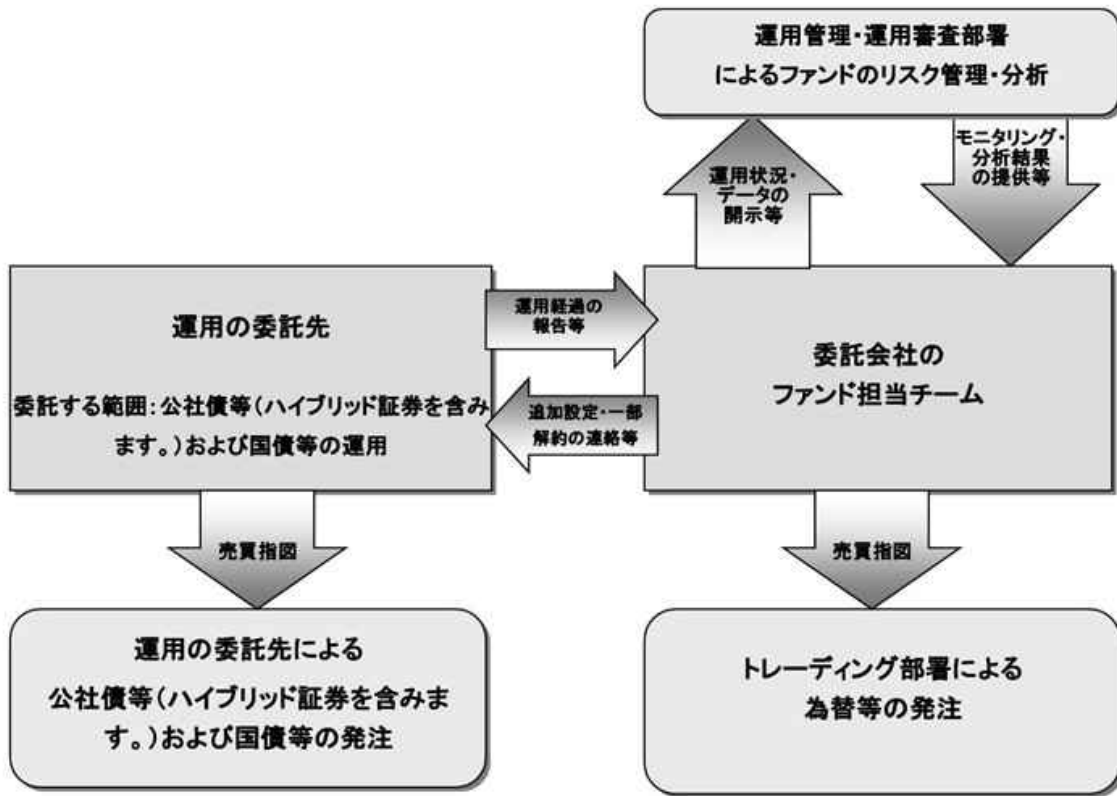 運用管理・運用審査部署
によるファンドのリスク管理・分析
運用状況・
データの
開示等
モニタリング・
分析結果
の提供等
運用の委託先
委託する範囲：公社債等（ハイブリッド証券を含み
ます。）および国債等の運用
運用経過の
報告等
追加設定・一部
解約の連絡等
委託会社の
ファンド担当チーム
売買指図
売買指図
運用の委託先による
公社債等（ハイブリッド証券を含みま
す。）および国債等の発注
トレーディング部署による
為替等の発注